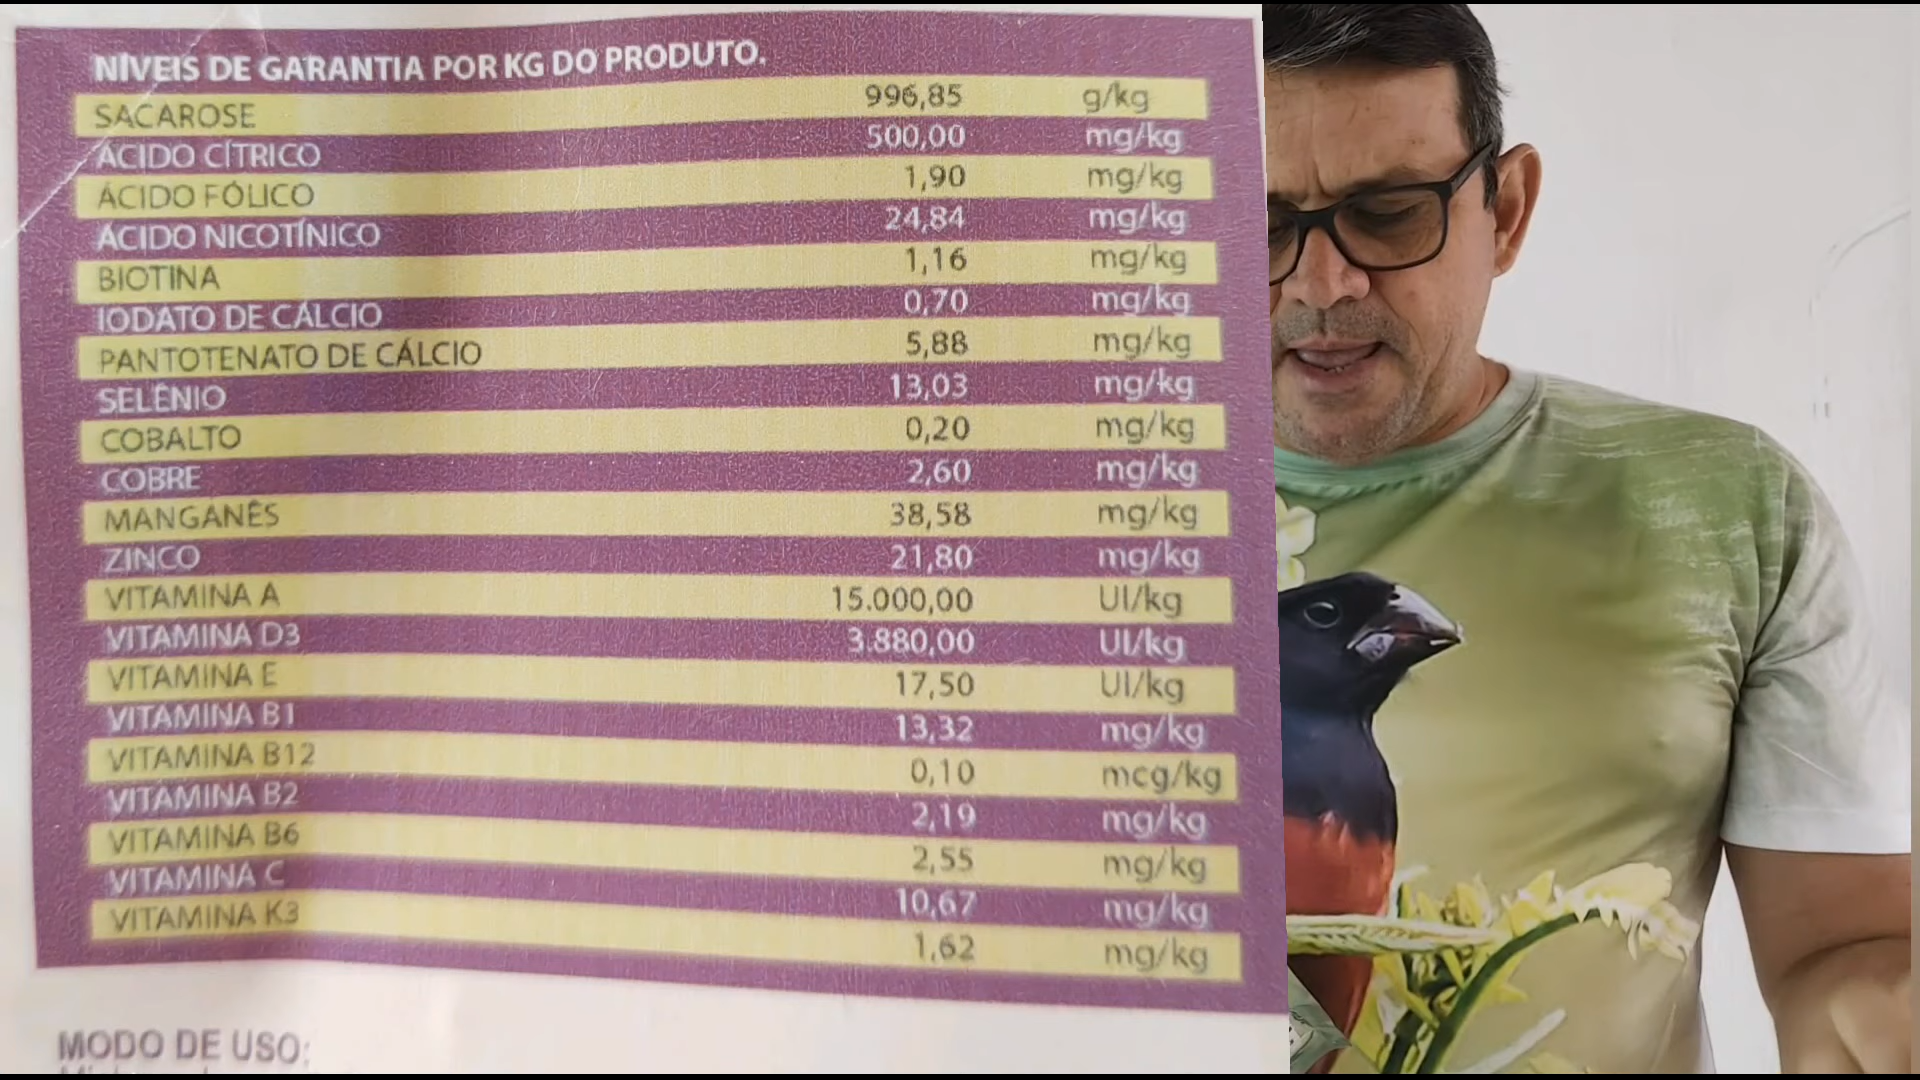 NÍVEIS DE GARANTIA POR KG DO PRODUTO.
SACAROSE 996,85 g/kg
ÁCIDO CÍTRICO 500,00 mg/kg
ÁCIDO FÓLICO 1,90 mg/kg
ÁCIDO NICOTÍNICO 24,84 mg/kg
BIOTINA 1,16 mg/kg
IODATO DE CÁLCIO 0,70 mg/kg
PANTOTENATO DE CÁLCIO 5,88 mg/kg
SELÊNIO 13,03 mg/kg
COBALTO 0,20 mg/kg
COBRE 2,60 mg/kg
MANGANÊS 38,58 mg/kg
ZINCO 21,80 mg/kg
VITAMINA A 15.000,00 UI/kg
VITAMINA D3 3.880,00 UI/kg
VITAMINA E 17,50 UI/kg
VITAMINA B1 13,32 mg/kg
VITAMINA B12 0,10 mcg/kg
VITAMINA B2 2,19 mg/kg
VITAMINA B6 2,55 mg/kg
VITAMINA C 10,67 mg/kg
VITAMINA K3 1,62 mg/kg
MODO DE USO: